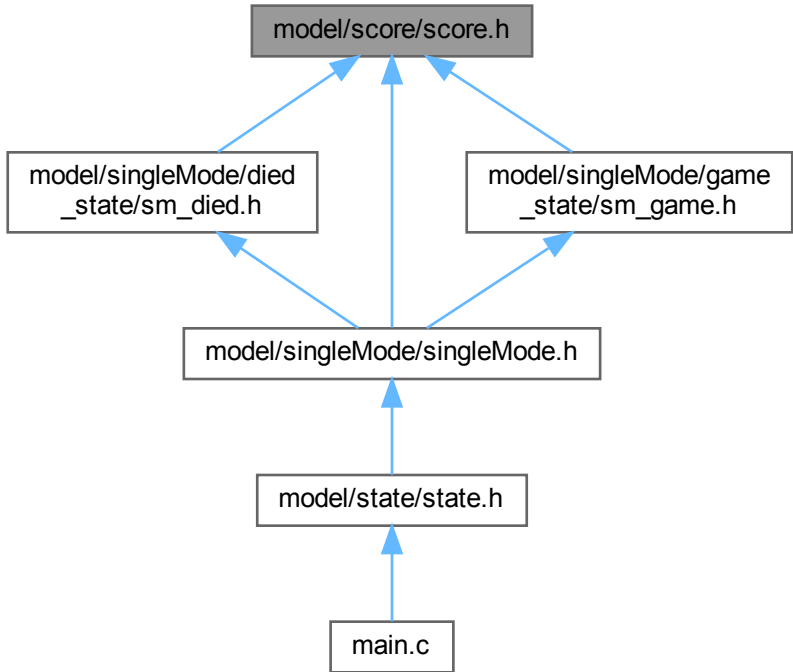 model/score/score.h
model/singleMode/died
_state/sm_died.h
model/singleMode/game
_state/sm_game.h
model/singleMode/singleMode.h
model/state/state.h
main.c